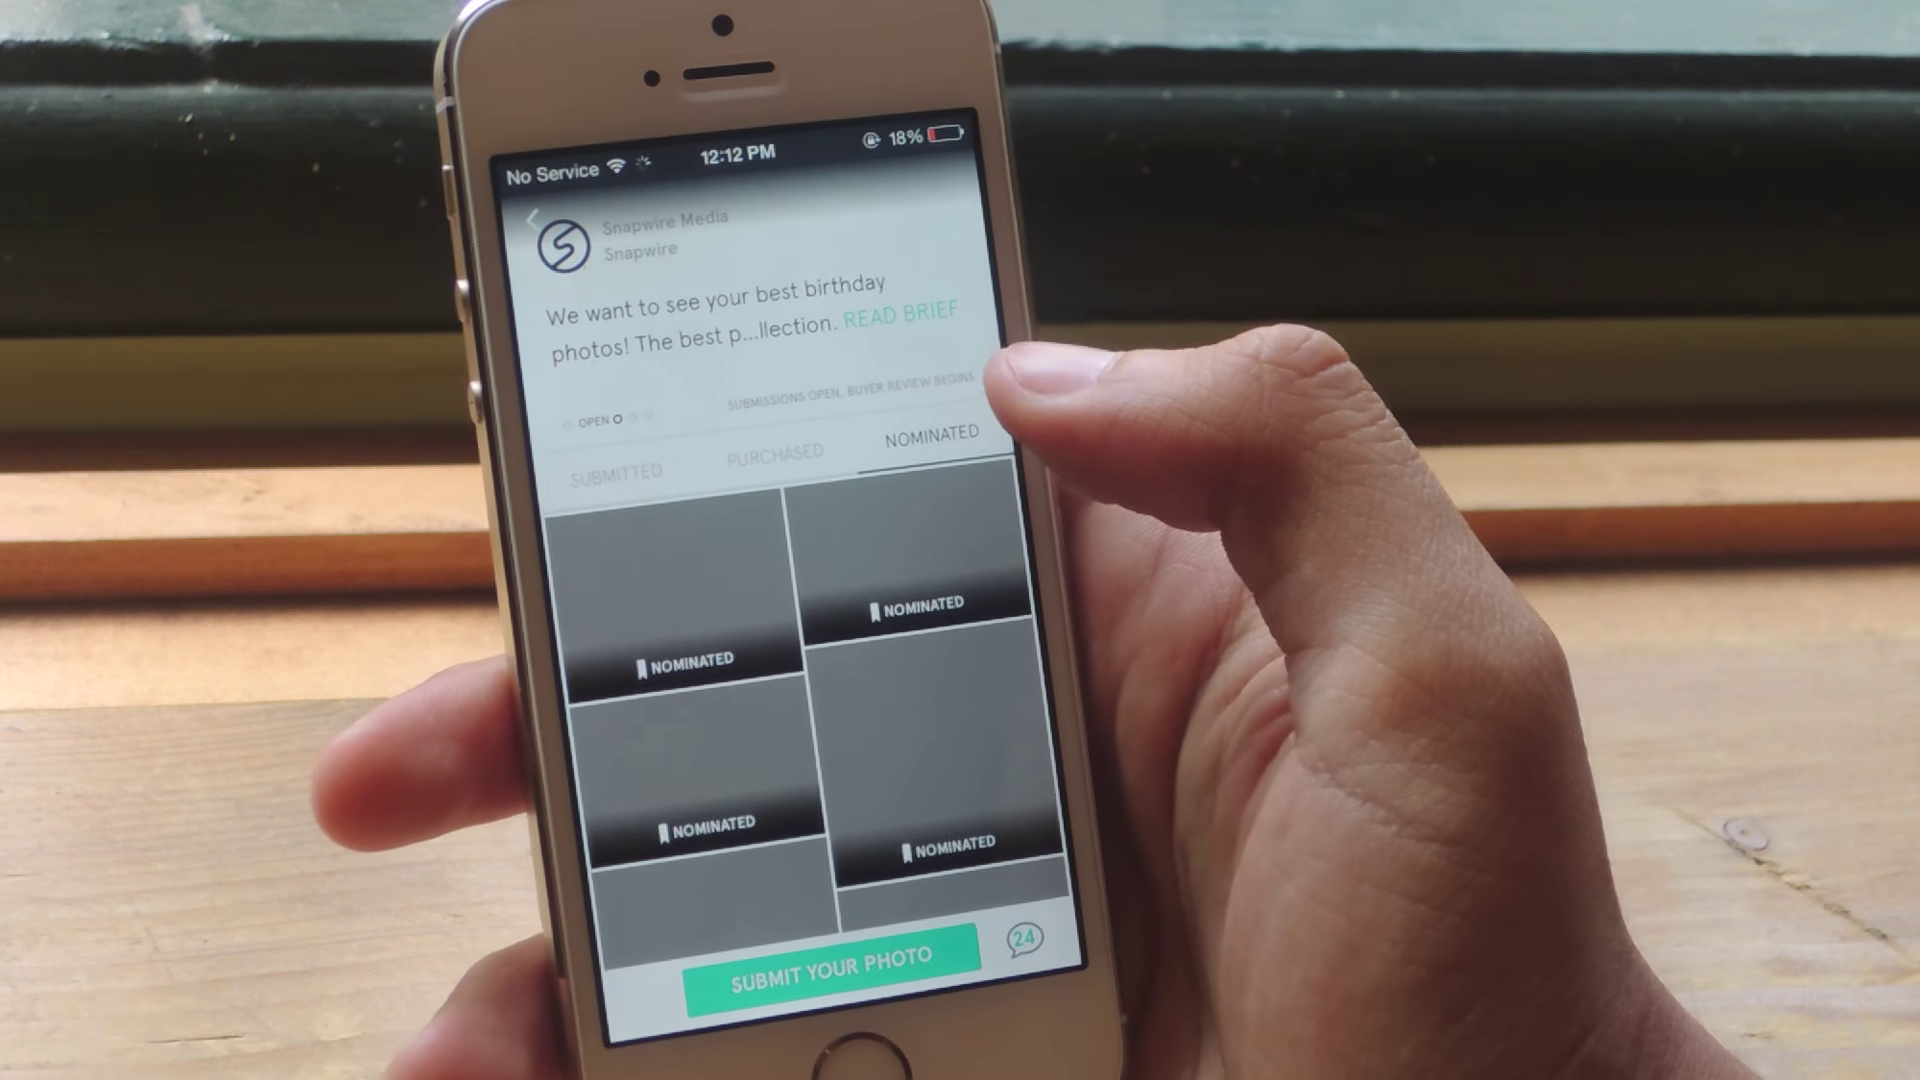 No Service 12:12 PM 18%
Snapwire Media
Snapwire
We want to see your best birthday
photos! The best p...llection. READ BRIEF
OPEN SUBMISSIONS OPEN, BUYER REVIEW BEGINS
SUBMITTED PURCHASED NOMINATED
NOMINATED
NOMINATED
NOMINATED
NOMINATED
SUBMIT YOUR PHOTO 24